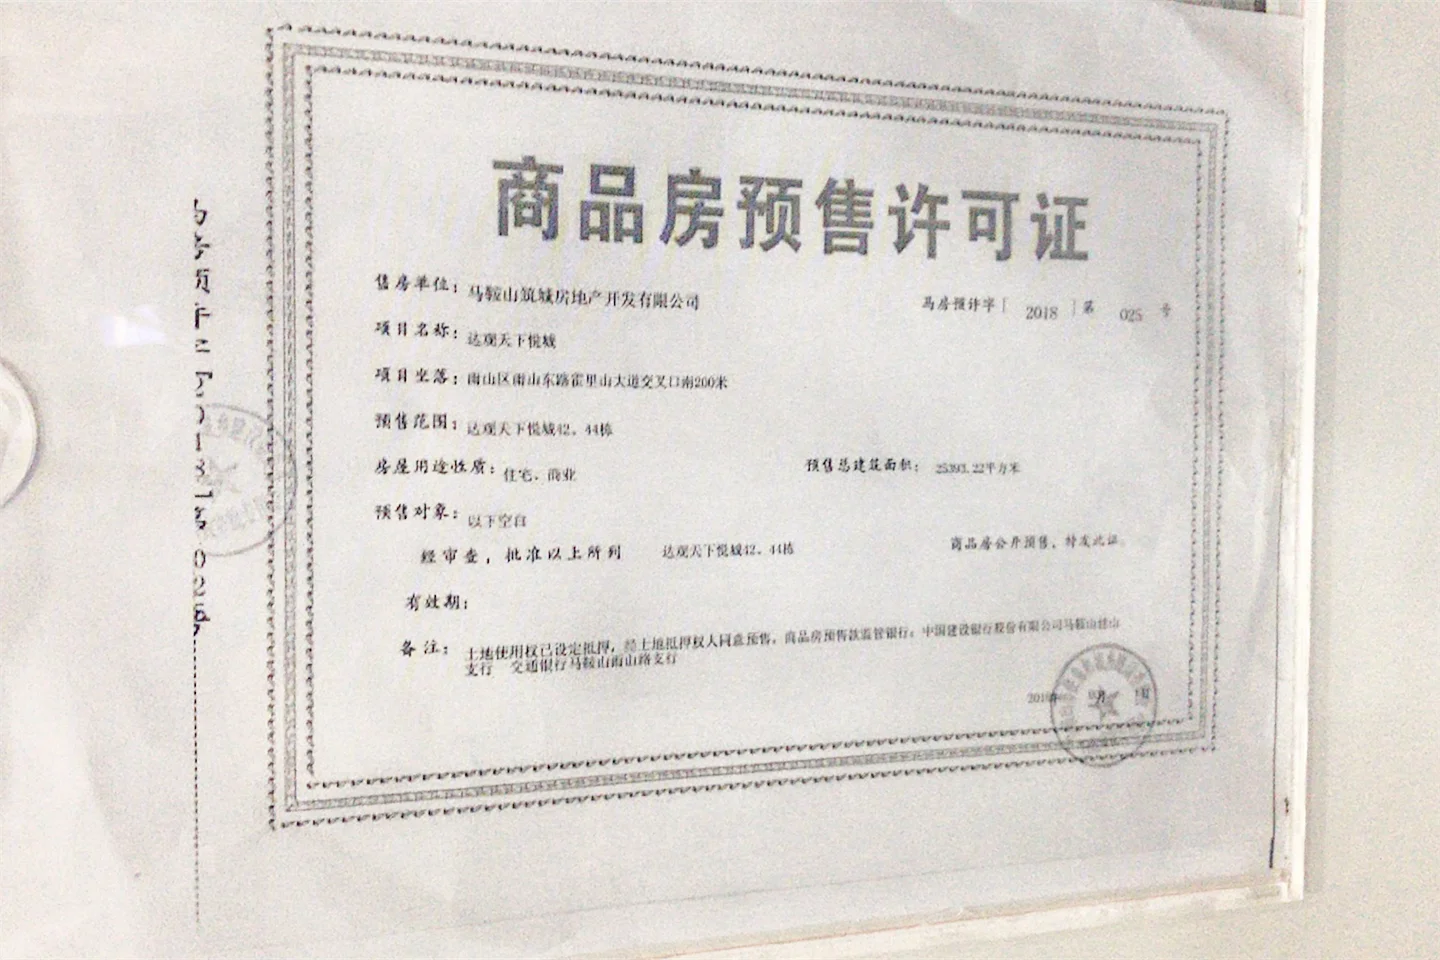 商品房预售许可证
售房单位：马鞍山筑城房地产开发有限公司
马房预许字［2018］第 025 号
项目名称：达观天下悦城
项目坐落：雨山区雨山东路霍里山大道交叉口南200米
预售范围：达观天下悦城42、44栋
房屋用途性质：住宅、商业
预售总建筑面积：25393.22平方米
预售对象：以下空白
经审查，批准以上所列 达观天下悦城42、44栋 商品房公开预售，特发此证。
有效期：
备注：土地使用权已设定抵押，经土地抵押权人同意预售，商品房预售款监管银行：中国建设银行股份有限公司马鞍山佳山
支行 交通银行马鞍山雨山路支行